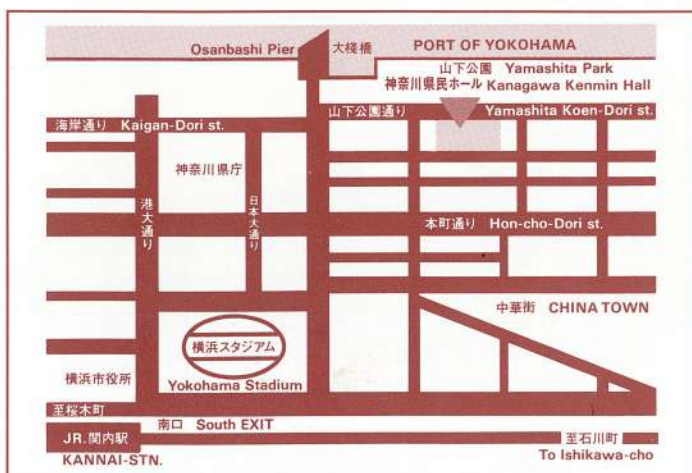 Osanbashi Pier 大棧橋 PORT OF YOKOHAMA
山下公園 Yamashita Park
神奈川県民ホール Kanagawa Kenmin Hall
山下公園通り Yamashita Koen-Dori st.
海岸通り Kaigan-Dori st.
神奈川県庁
港大通り
日本大通り
本町通り Hon-cho-Dori st.
中華街 CHINA TOWN
横浜スタジアム
Yokohama Stadium
横浜市役所
至桜木町
南口 South EXIT
JR.関内駅
KANNAI-STN.
至石川町
To Ishikawa-cho